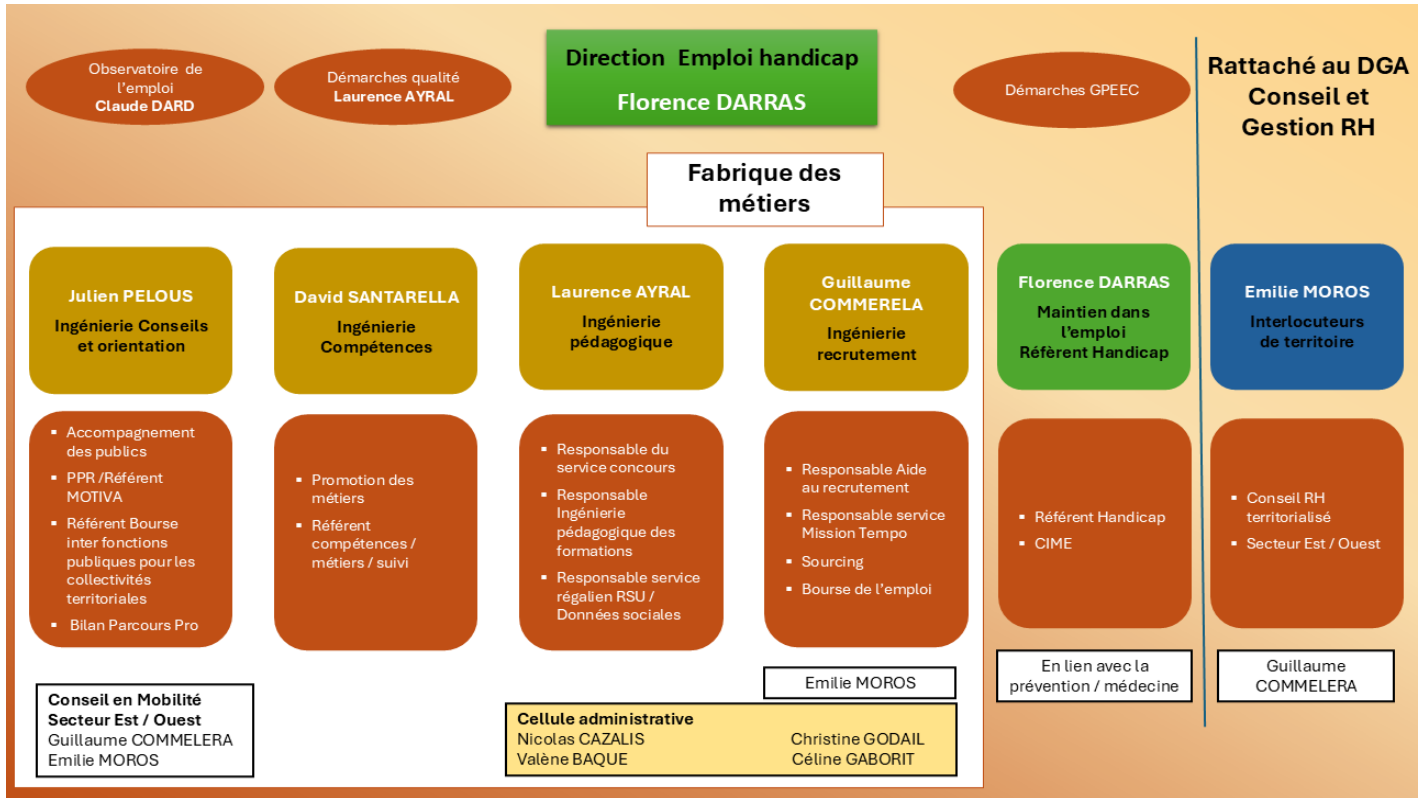 Observatoire de
l'emploi
Claude DARD
Démarches qualité
Laurence AYRAL
Direction Emploi handicap
Florence DARRAS
Démarches GPEEC
Rattaché au DGA
Conseil et
Gestion RH
Fabrique des
métiers
Julien PELOUS
Ingénierie Conseils
et orientation
David SANTARELLA
Ingénierie
Compétences
Laurence AYRAL
Ingénierie
pédagogique
Guillaume
COMMERELA
Ingénierie
recrutement
Florence DARRAS
Maintien dans
l'emploi
Réfèrent Handicap
Emilie MOROS
Interlocuteurs
de territoire
▪ Accompagnement
des publics
▪ PPR /Référent
MOTIVA
▪ Référent Bourse
inter fonctions
publiques pour les
collectivités
territoriales
▪ Bilan Parcours Pro
▪ Promotion des
métiers
▪ Référent
compétences /
métiers / suivi
▪ Responsable du
service concours
▪ Responsable
Ingénierie
pédagogique des
formations
▪ Responsable service
régalien RSU /
Données sociales
▪ Responsable Aide
au recrutement
▪ Responsable service
Mission Tempo
▪ Sourcing
▪ Bourse de l'emploi
▪ Référent Handicap
▪ CIME
▪ Conseil RH
territorialisé
▪ Secteur Est / Ouest
Conseil en Mobilité
Secteur Est / Ouest
Guillaume COMMELERA
Emilie MOROS
Emilie MOROS
Cellule administrative
Nicolas CAZALIS
Valène BAQUE
Christine GODAIL
Céline GABORIT
En lien avec la
prévention / médecine
Guillaume
COMMELERA